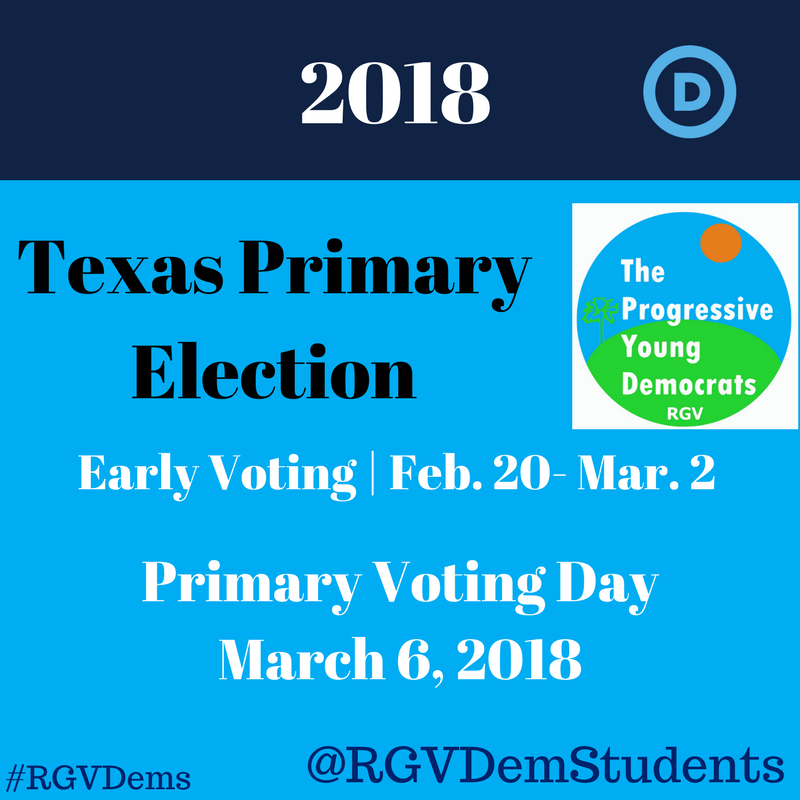 2018
D
Texas Primary
Election
The
Progressive
Young
Democrats
RGV
Early Voting | Feb. 20- Mar. 2
Primary Voting Day
March 6, 2018
#RGVDems
@RGVDemStudents